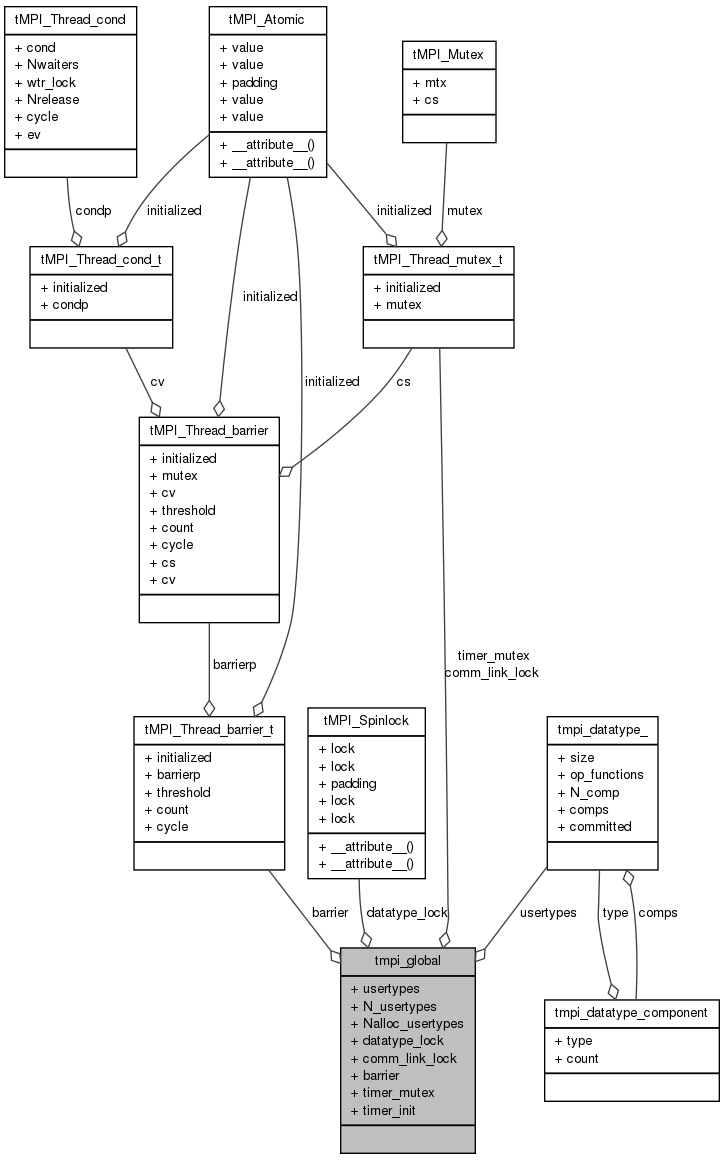 tMPI_Thread_cond
+ cond
+ Nwaiters
+ wtr_lock
+ Nrelease
+ cycle
+ ev
tMPI_Atomic
+ value
+ value
+ padding
+ value
+ value
+ __attribute__()
+ __attribute__()
tMPI_Mutex
+ mtx
+ cs
condp
initialized
initialized
mutex
tMPI_Thread_cond_t
+ initialized
+ condp
tMPI_Thread_mutex_t
+ initialized
+ mutex
initialized
cv
initialized
cs
tMPI_Thread_barrier
+ initialized
+ mutex
+ cv
+ threshold
+ count
+ cycle
+ cs
+ cv
barrierp
timer_mutex
comm_link_lock
tMPI_Thread_barrier_t
+ initialized
+ barrierp
+ threshold
+ count
+ cycle
tMPI_Spinlock
+ lock
+ lock
+ padding
+ lock
+ lock
+ __attribute__()
+ __attribute__()
tmpi_datatype_
+ size
+ op_functions
+ N_comp
+ comps
+ committed
barrier
datatype_lock
usertypes
type
comps
tmpi_global
+ usertypes
+ N_usertypes
+ Nalloc_usertypes
+ datatype_lock
+ comm_link_lock
+ barrier
+ timer_mutex
+ timer_init
tmpi_datatype_component
+ type
+ count